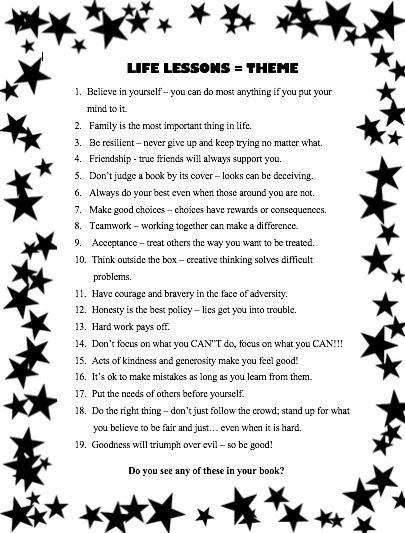 LIFE LESSONS = THEME
1. Believe in yourself – you can do most anything if you put your
mind to it.
2. Family is the most important thing in life.
3. Be resilient – never give up and keep trying no matter what.
4. Friendship - true friends will always support you.
5. Don't judge a book by its cover – looks can be deceiving.
6. Always do your best even when those around you are not.
7. Make good choices – choices have rewards or consequences.
8. Teamwork – working together can make a difference.
9. Acceptance – treat others the way you want to be treated.
10. Think outside the box – creative thinking solves difficult
problems.
11. Have courage and bravery in the face of adversity.
12. Honesty is the best policy – lies get you into trouble.
13. Hard work pays off.
14. Don't focus on what you CAN"T do, focus on what you CAN!!!
15. Acts of kindness and generosity make you feel good!
16. It's ok to make mistakes as long as you learn from them.
17. Put the needs of others before yourself.
18. Do the right thing – don't just follow the crowd; stand up for what
you believe to be fair and just… even when it is hard.
19. Goodness will triumph over evil – so be good!
Do you see any of these in your book?